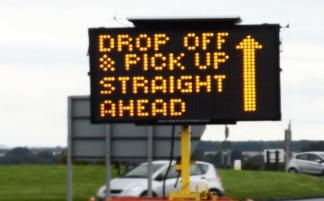 DROP OFF
& PICK UP
STRAIGHT
AHEAD